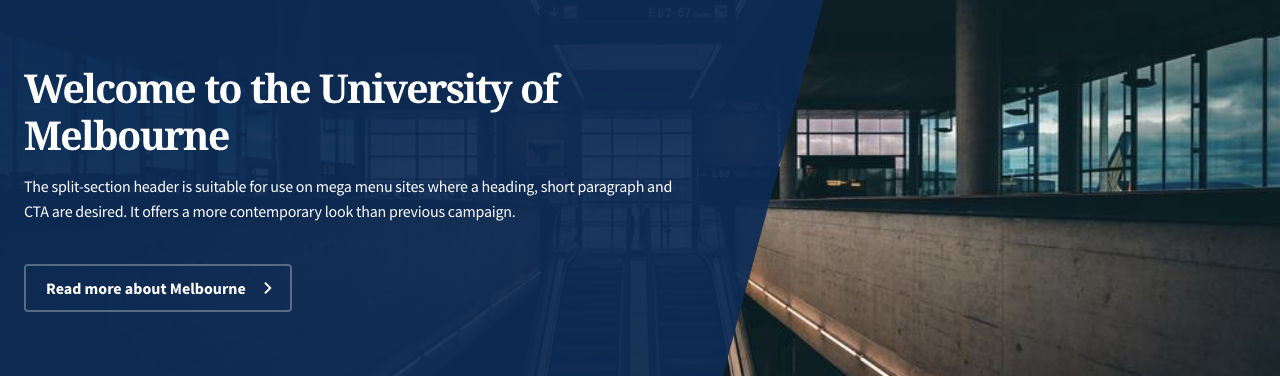 Welcome to the University of
Melbourne
The split-section header is suitable for use on mega menu sites where a heading, short paragraph and
CTA are desired. It offers a more contemporary look than previous campaign.
Read more about Melbourne